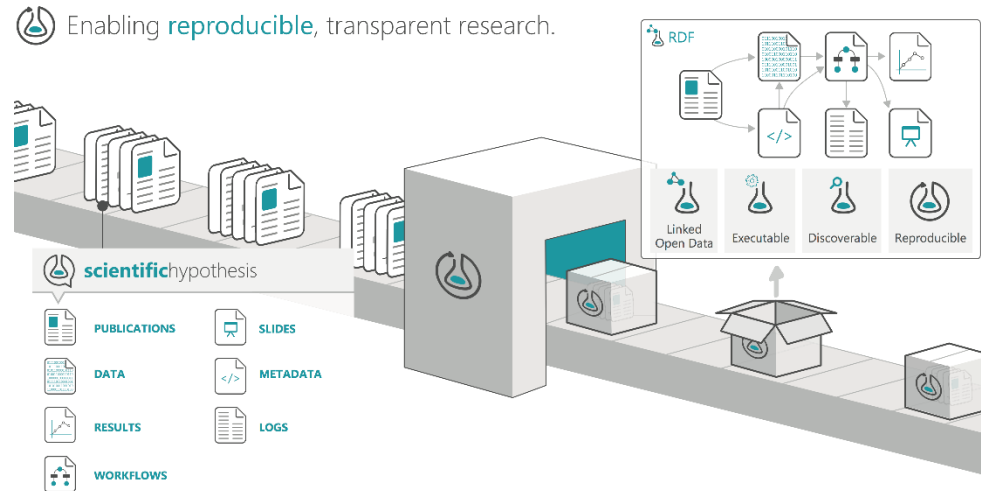 Enabling reproducible, transparent research.
RDF
</>
Linked
Open Data
Executable
Discoverable
Reproducible
scientifichypothesis
PUBLICATIONS
SLIDES
DATA
</>
METADATA
RESULTS
LOGS
WORKFLOWS